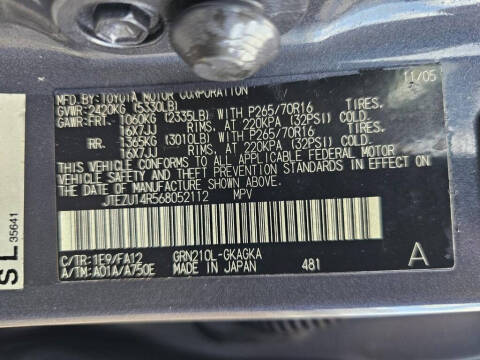 MFD. BY: TOYOTA MOTOR CORPORATION 11/05
GVWR: 2420KG (5330LB)
GAWR: FRT. 1060KG (2335LB) WITH P265/70R16 TIRES.
16X7JJ RIMS, AT 220KPA (32PSI) COLD.
RR. 1365KG (3010LB) WITH P265/70R16 TIRES.
16X7JJ RIMS, AT 220KPA (32PSI) COLD.
THIS VEHICLE CONFORMS TO ALL APPLICABLE FEDERAL MOTOR
VEHICLE SAFETY AND THEFT PREVENTION STANDARDS IN EFFECT
ON THE DATE OF MANUFACTURE SHOWN ABOVE.
JTEZU14R568052112 MPV
C/TR: 1E9/FA12 GRN210L-GKAGKA
A/TM: A01A/A750E MADE IN JAPAN 481 A
SL
35641